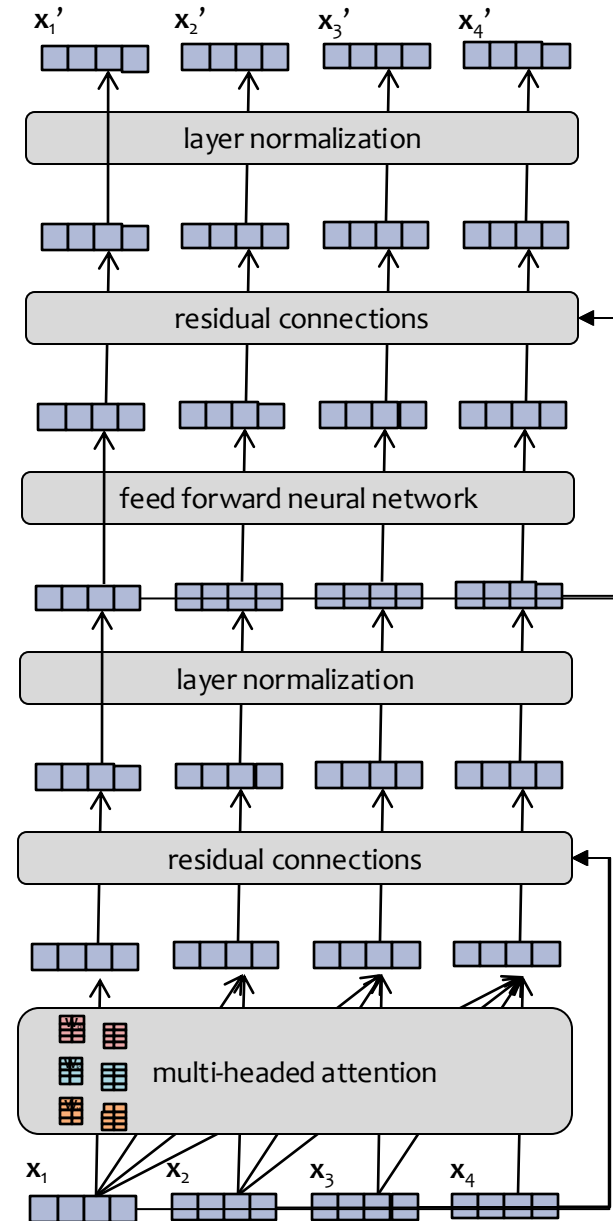 x₁' x₂' x₃' x₄'
layer normalization
residual connections
feed forward neural network
layer normalization
residual connections
multi-headed attention
x₁ x₂ x₃ x₄